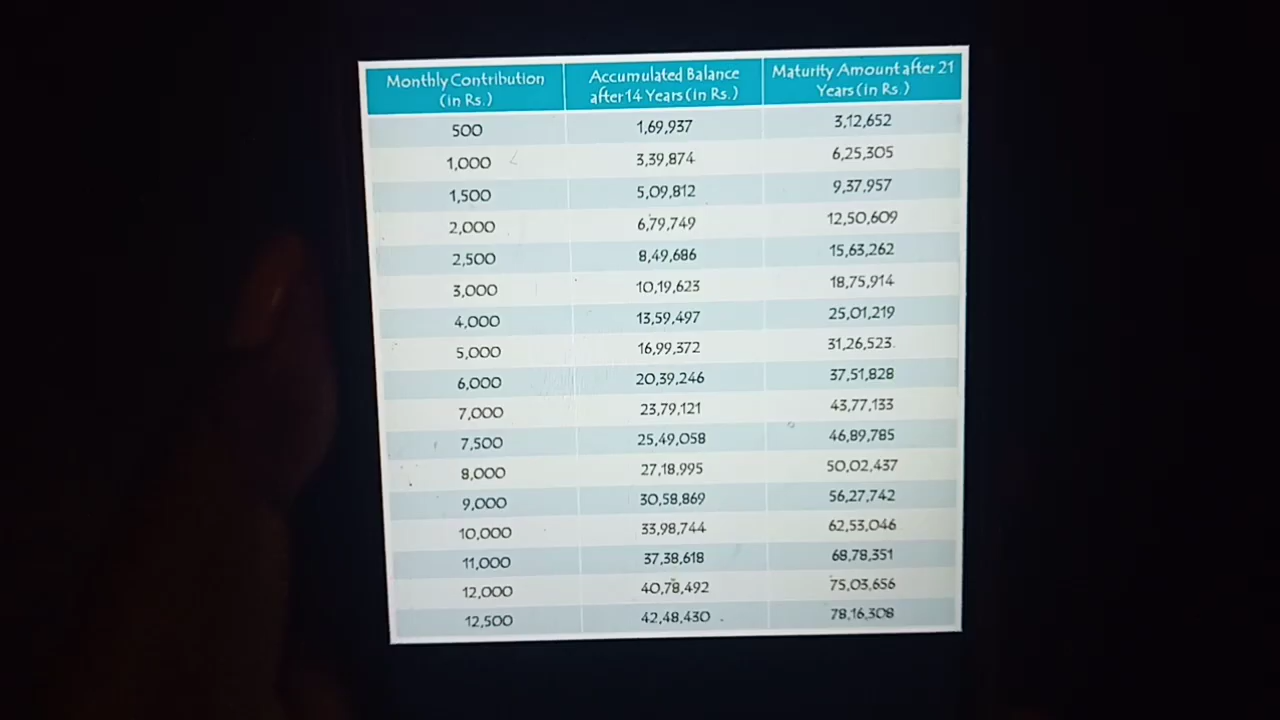 Monthly Contribution (in Rs.) Accumulated Balance after 14 Years (in Rs.) Maturity Amount after 21 Years (in Rs.)
500 1,69,937 3,12,652
1,000 3,39,874 6,25,305
1,500 5,09,812 9,37,957
2,000 6,79,749 12,50,609
2,500 8,49,686 15,63,262
3,000 10,19,623 18,75,914
4,000 13,59,497 25,01,219
5,000 16,99,372 31,26,523
6,000 20,39,246 37,51,828
7,000 23,79,121 43,77,133
7,500 25,49,058 46,89,785
8,000 27,18,995 50,02,437
9,000 30,58,869 56,27,742
10,000 33,98,744 62,53,046
11,000 37,38,618 68,78,351
12,000 40,78,492 75,03,656
12,500 42,48,430 78,16,308